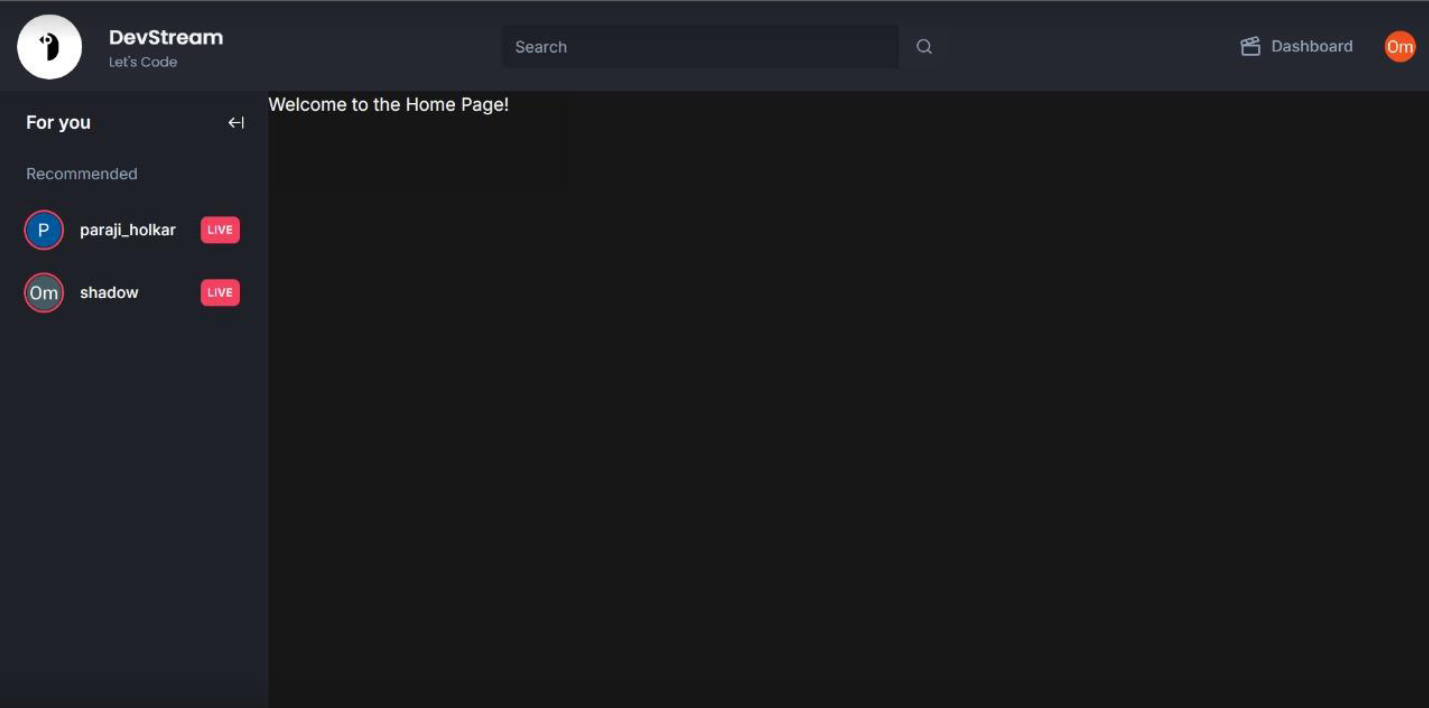 DevStream
Let's Code
Search
Dashboard
Om
For you
Recommended
P
paraji_holkar
LIVE
Om
shadow
LIVE
Welcome to the Home Page!